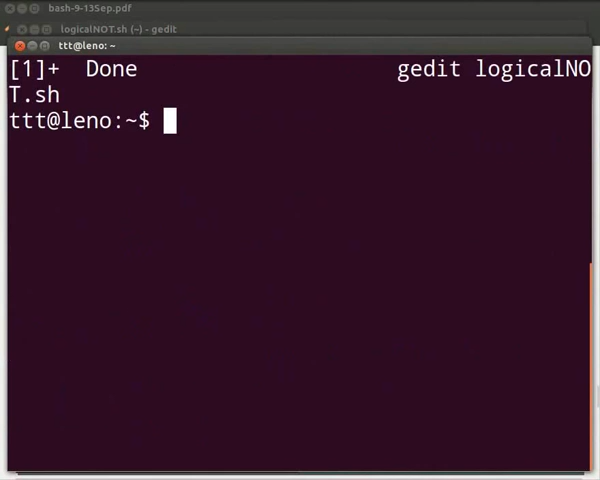 bash-9-13Sep.pdf
logicalNOT.sh (~) - gedit
ttt@leno: ~
[1]+  Done                    gedit logicalNO
T.sh
ttt@leno:~$